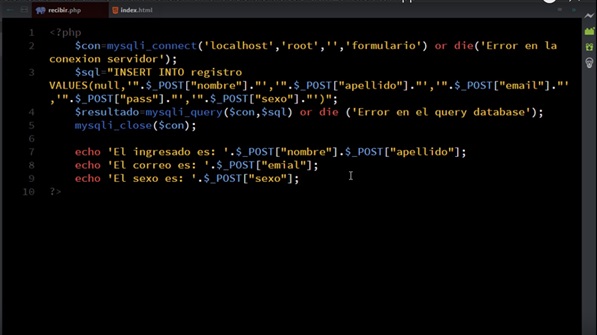 recibir.php index.html
1 <?php
2 $con=mysqli_connect('localhost','root','','formulario') or die('Error en la
conexion servidor');
3 $sql="INSERT INTO registro
VALUES(null,'".$_POST["nombre"]."','".$_POST["apellido"]."','".$_POST["email"]."'
,'".$_POST["pass"]."','".$_POST["sexo"]."')";
4 $resultado=mysqli_query($con,$sql) or die ('Error en el query database');
5 mysqli_close($con);
6
7 echo 'El ingresado es: '.$_POST["nombre"].$_POST["apellido"];
8 echo 'El correo es: '.$_POST["emial"];
9 echo 'El sexo es: '.$_POST["sexo"];
10 ?>